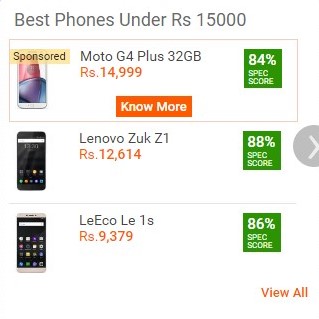 Best Phones Under Rs 15000
Sponsored
Moto G4 Plus 32GB
Rs.14,999
Know More
84%
SPEC
SCORE
Lenovo Zuk Z1
Rs.12,614
88%
SPEC
SCORE
LeEco Le 1s
Rs.9,379
86%
SPEC
SCORE
View All